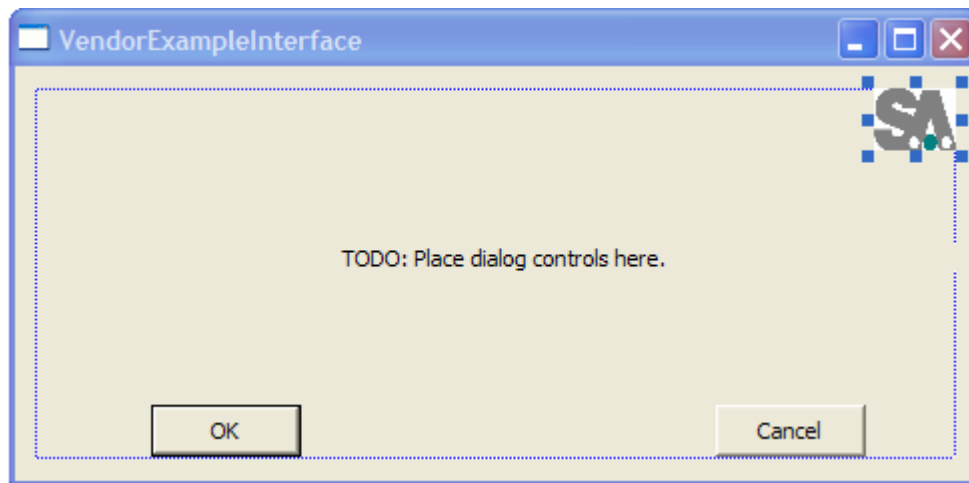 VendorExampleInterface
SA
TODO: Place dialog controls here.
OK
Cancel